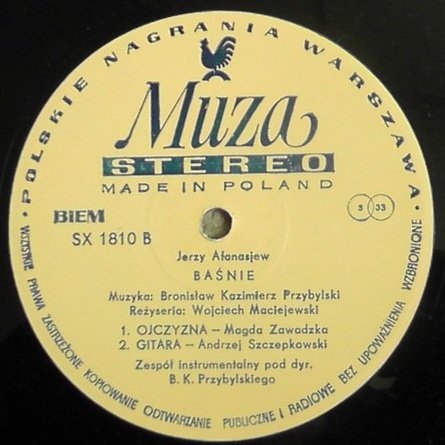 POLSKIE NAGRANIA WARSZAWA
Muza
STEREO
MADE IN POLAND
BIEM
S 33
SX 1810 B
Jerzy Afanasjew
BAŚNIE
Muzyka: Bronisław Kazimierz Przybylski
Reżyseria: Wojciech Maciejewski
1. OJCZYZNA — Magda Zawadzka
2. GITARA — Andrzej Szczepkowski
Zespół instrumentalny pod dyr.
B. K. Przybylskiego
WSZYSTKIE PRAWA ZASTRZEŻONE KOPIOWANIE ODTWARZANIE PUBLICZNE I RADIOWE BEZ UPOWAŻNIENIA WZBRONIONE